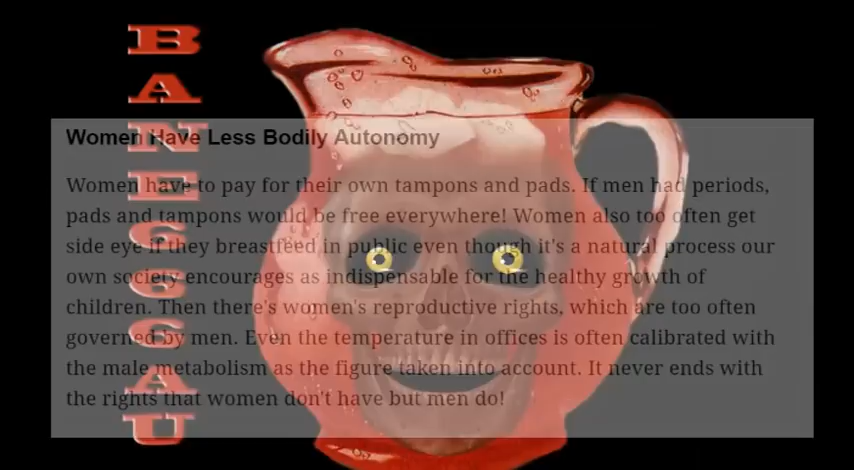 BANE666AU
Women Have Less Bodily Autonomy
Women have to pay for their own tampons and pads. If men had periods,
pads and tampons would be free everywhere! Women also too often get
side eye if they breastfeed in public even though it's a natural process our
own society encourages as indispensable for the healthy growth of
children. Then there's women's reproductive rights, which are too often
governed by men. Even the temperature in offices is often calibrated with
the male metabolism as the figure taken into account. It never ends with
the rights that women don't have but men do!